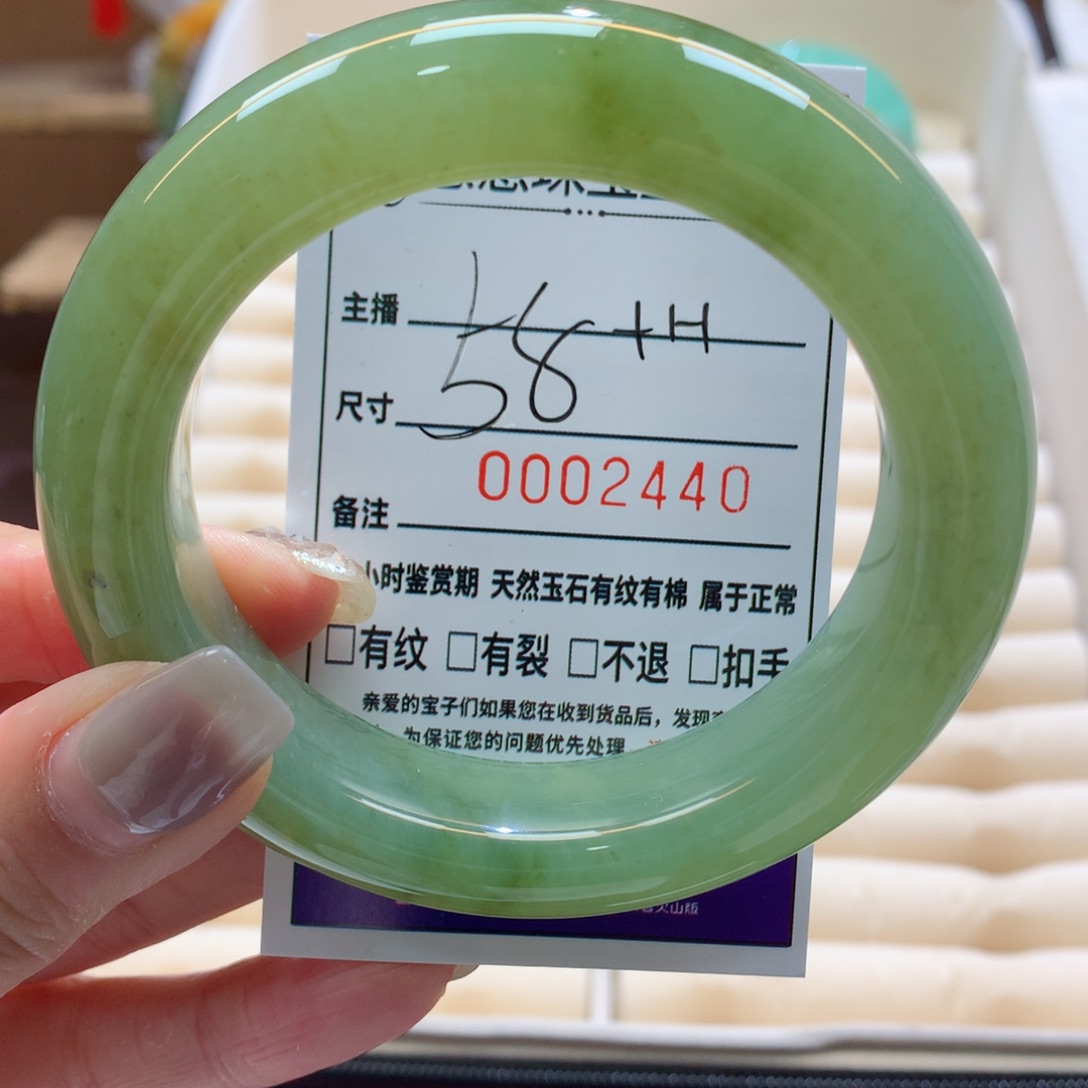 主播
58+H
尺寸
0002440
备注
小时鉴赏期 天然玉石有纹有棉 属于正常
□有纹 □有裂 □不退 □扣手
亲爱的宝子们如果您在收到货品后，发现
为保证您的问题优先处理
火山版